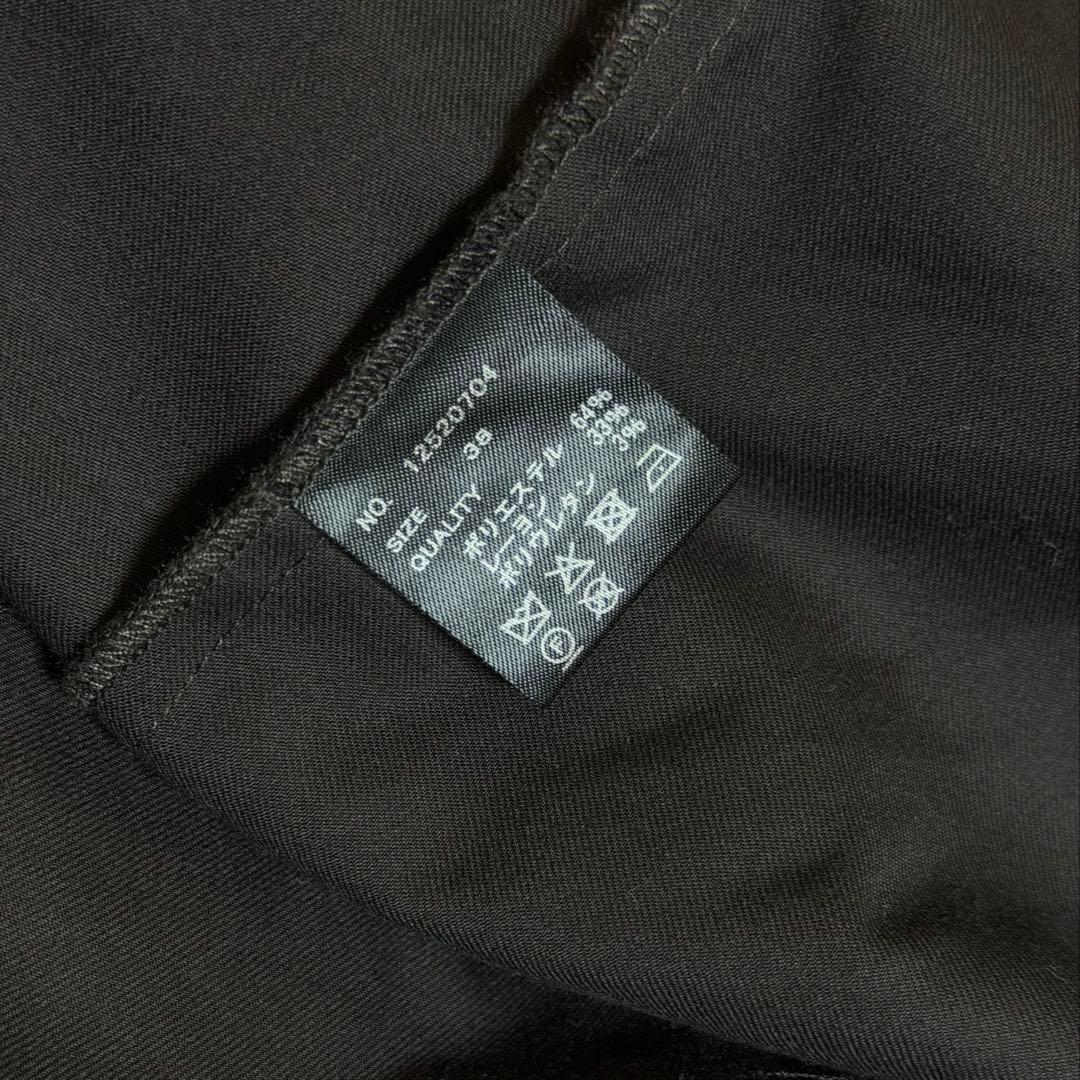 NO. 12520704
SIZE 38
QUALITY
ポリエステル 64%
レーヨン 33%
ポリウレタン 3%